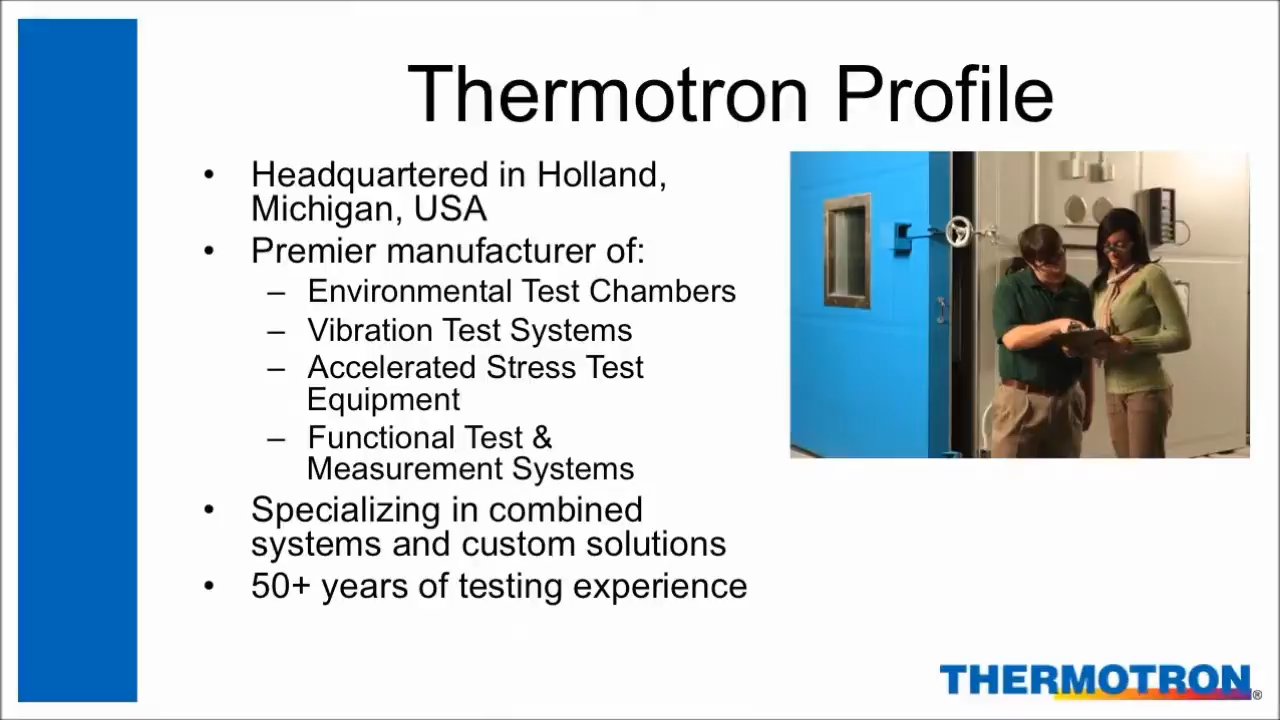 Thermotron Profile
• Headquartered in Holland,
Michigan, USA
• Premier manufacturer of:
– Environmental Test Chambers
– Vibration Test Systems
– Accelerated Stress Test
Equipment
– Functional Test &
Measurement Systems
• Specializing in combined
systems and custom solutions
• 50+ years of testing experience
THERMOTRON®